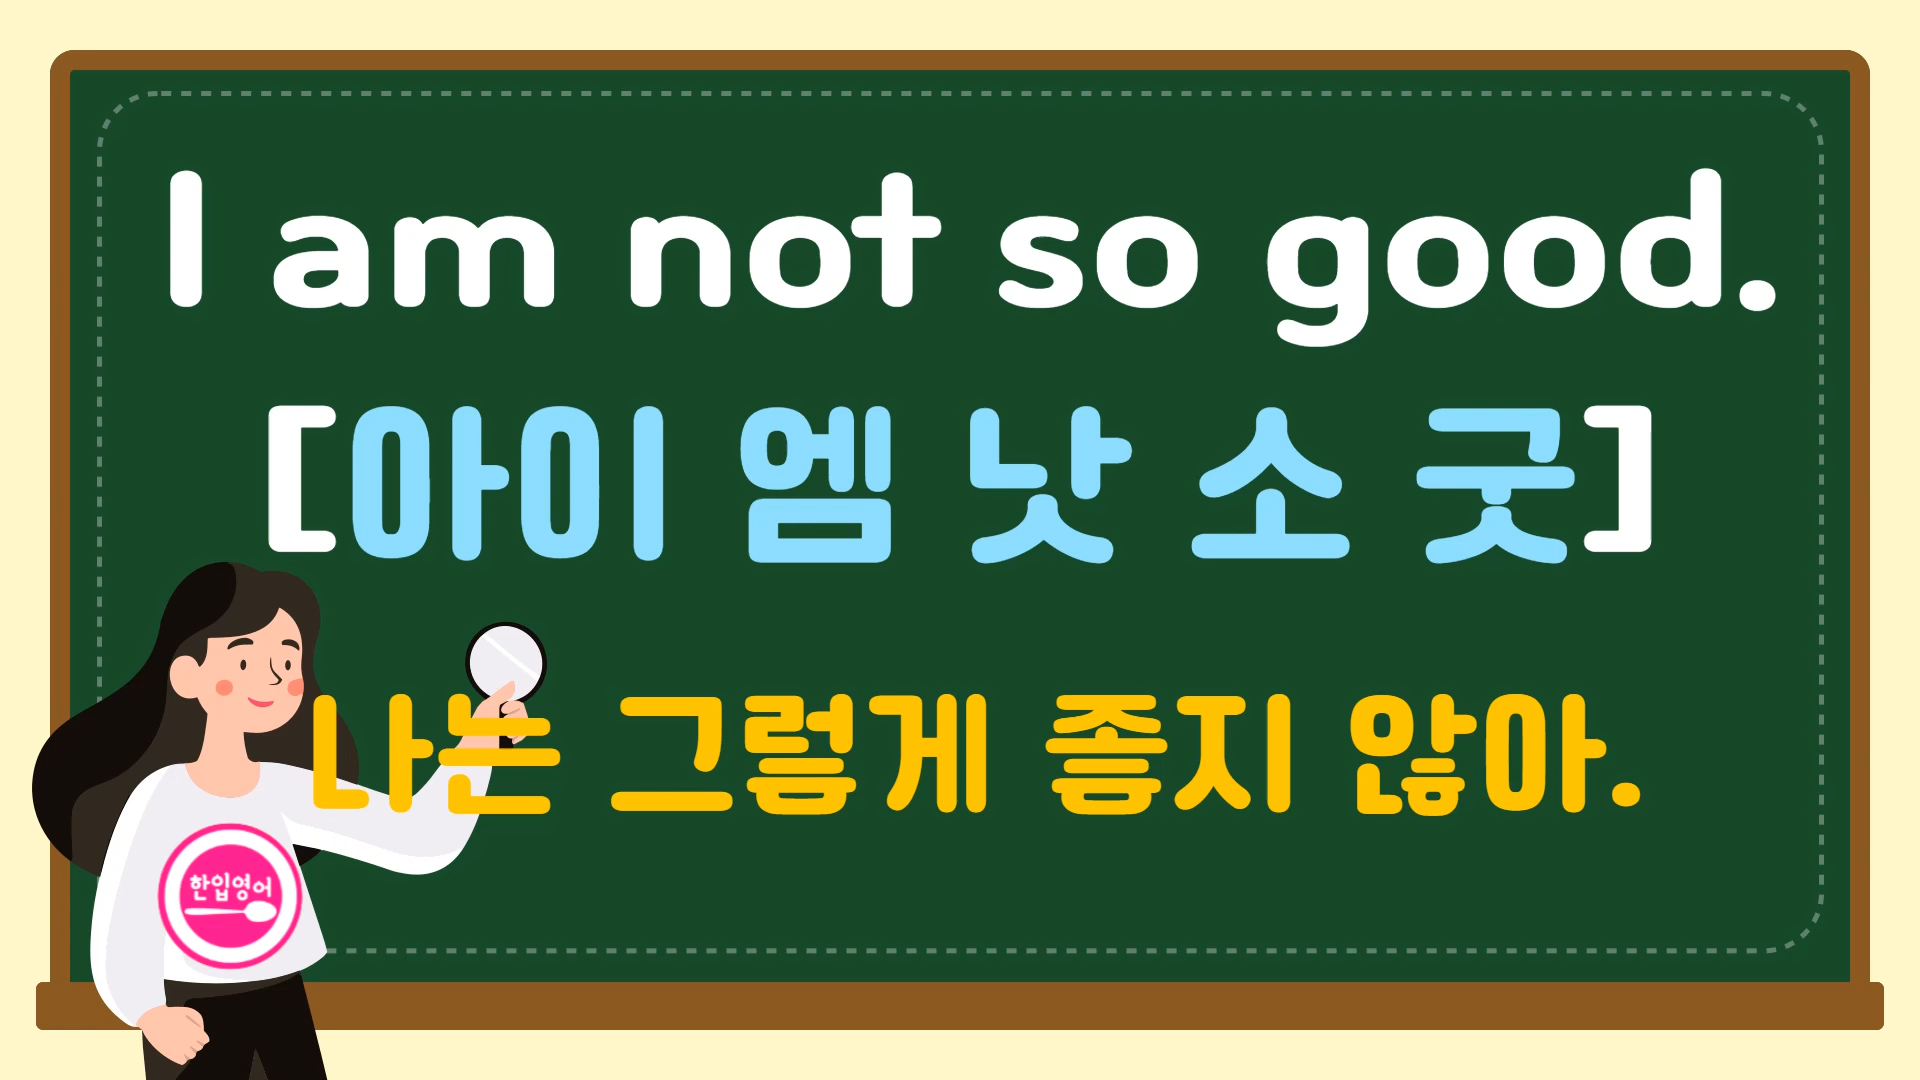 I am not so good.
[아이 엠 낫 소 굿]
나는 그렇게 좋지 않아.
한입영어